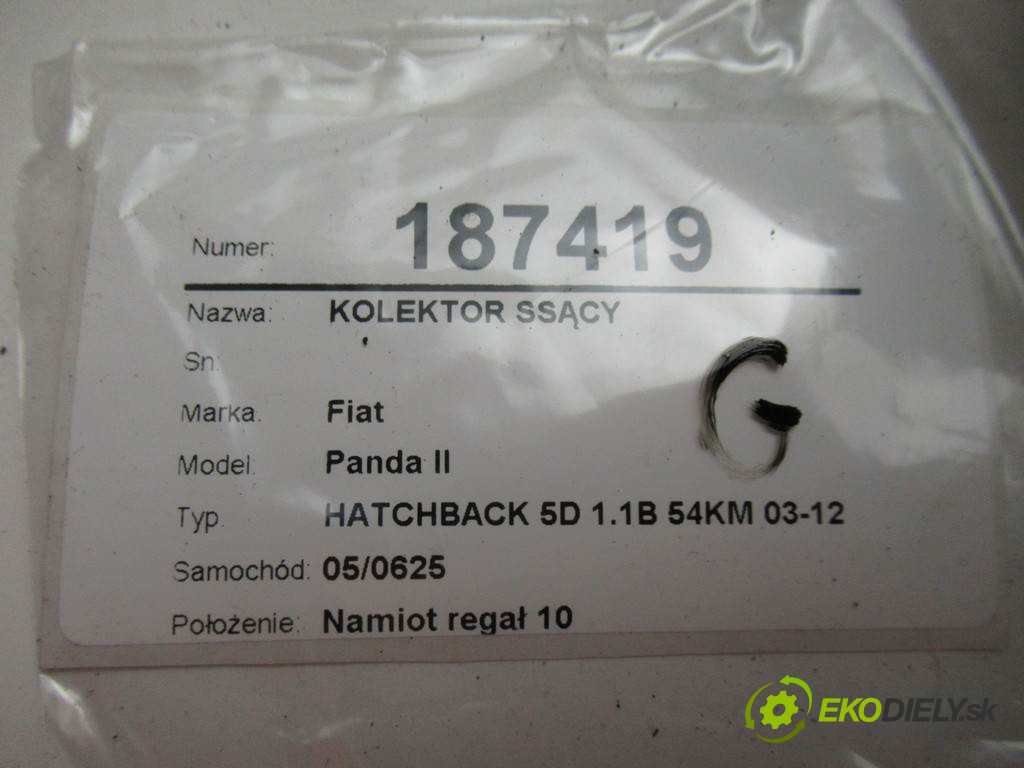 Numer: 187419
Nazwa: KOLEKTOR SSĄCY
Sn:
Marka: Fiat
G
Model: Panda II
Typ: HATCHBACK 5D 1.1B 54KM 03-12
Samochód: 05/0625
Położenie: Namiot regał 10
EKODIELY.sk